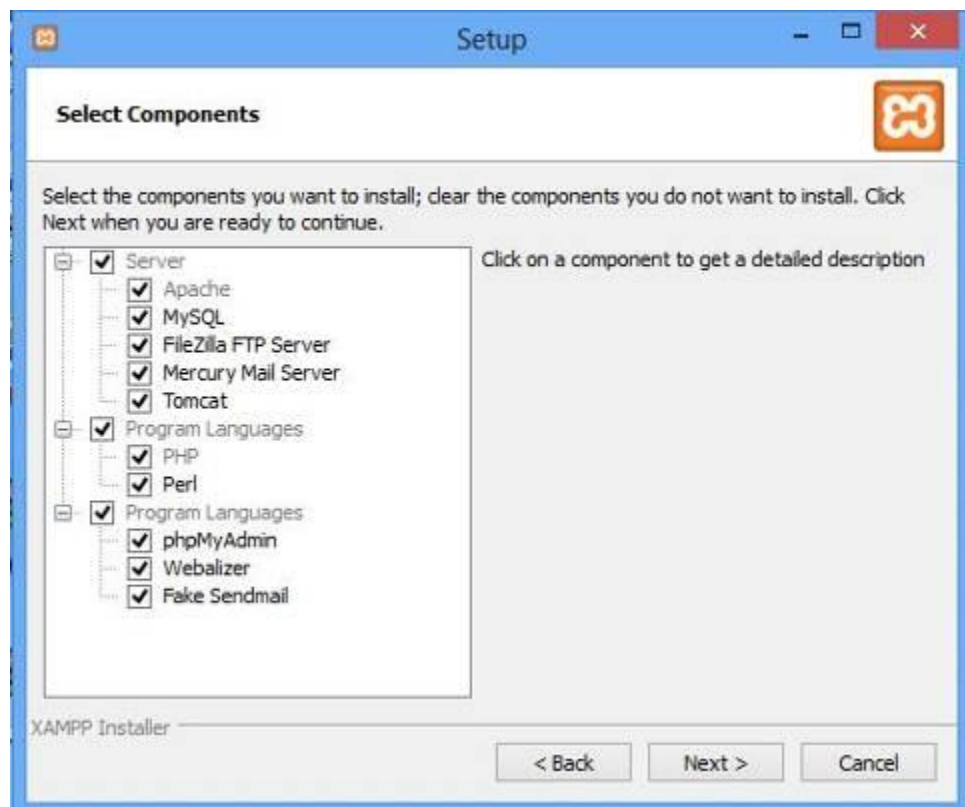 Setup
Select Components
Select the components you want to install; clear the components you do not want to install. Click
Next when you are ready to continue.
Server
Apache
MySQL
FileZilla FTP Server
Mercury Mail Server
Tomcat
Program Languages
PHP
Perl
Program Languages
phpMyAdmin
Webalizer
Fake Sendmail
Click on a component to get a detailed description
XAMPP Installer
< Back
Next >
Cancel